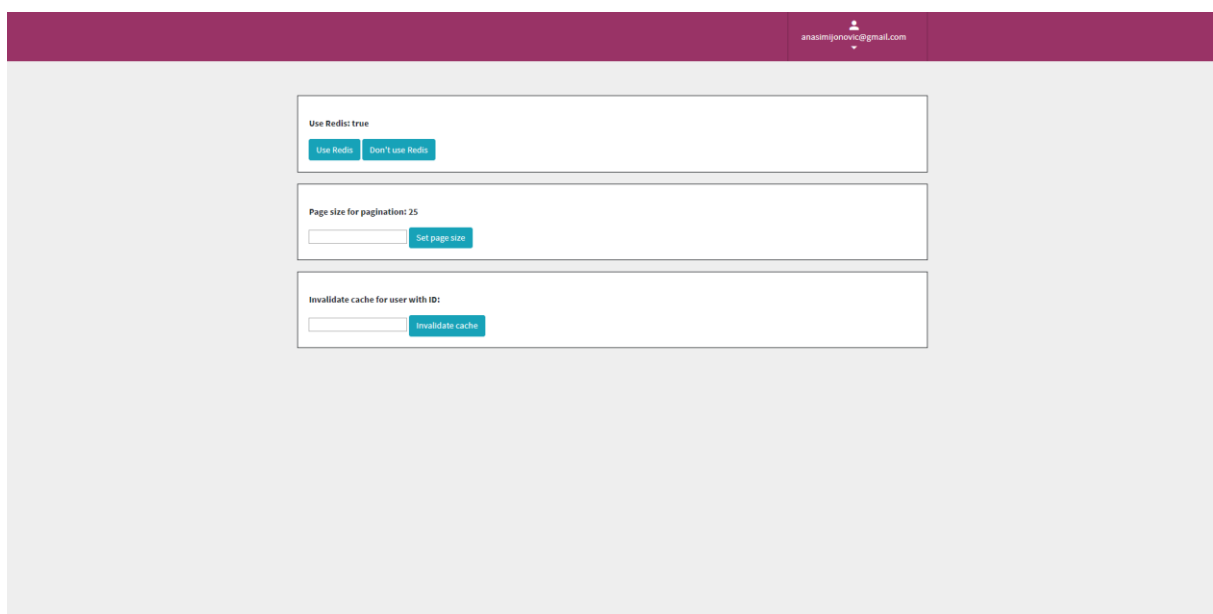 anasimijonovic@gmail.com
Use Redis: true
Use Redis Don't use Redis
Page size for pagination: 25
Set page size
Invalidate cache for user with ID:
Invalidate cache